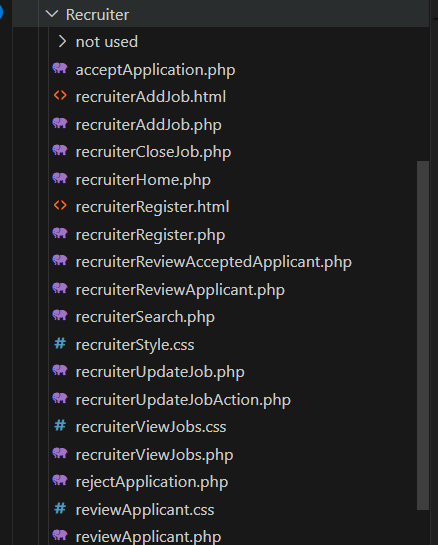 Recruiter
not used
acceptApplication.php
recruiterAddJob.html
recruiterAddJob.php
recruiterCloseJob.php
recruiterHome.php
recruiterRegister.html
recruiterRegister.php
recruiterReviewAcceptedApplicant.php
recruiterReviewApplicant.php
recruiterSearch.php
recruiterStyle.css
recruiterUpdateJob.php
recruiterUpdateJobAction.php
recruiterViewJobs.css
recruiterViewJobs.php
rejectApplication.php
reviewApplicant.css
reviewApplicant.php